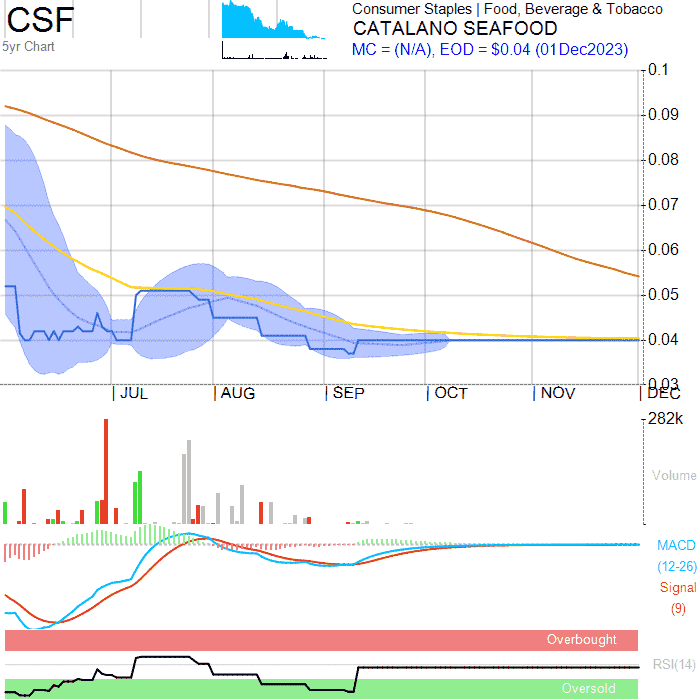 CSF
5yr Chart
Consumer Staples | Food, Beverage & Tobacco
CATALANO SEAFOOD
MC = (N/A), EOD = $0.04 (01Dec2023)
0.1
0.09
0.08
0.07
0.06
0.05
0.04
0.03
JUL
AUG
SEP
OCT
NOV
DEC
282k
Volume
MACD
(12-26)
Signal
(9)
Overbought
RSI(14)
Oversold